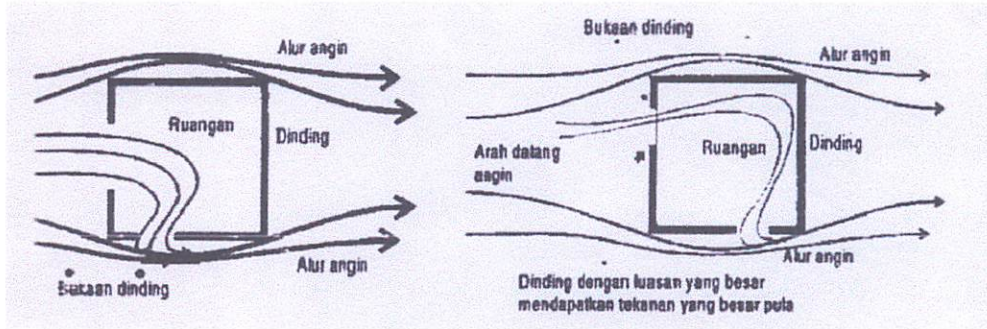 Alur angin
Ruangan
Dinding
Alur angin
Bukaan dinding
Bukaan dinding
Alur angin
Arah datang
angin
Ruangan
Dinding
Alur angin
Dinding dengan luasan yang besar
mendapatkan tekanan yang besar pula